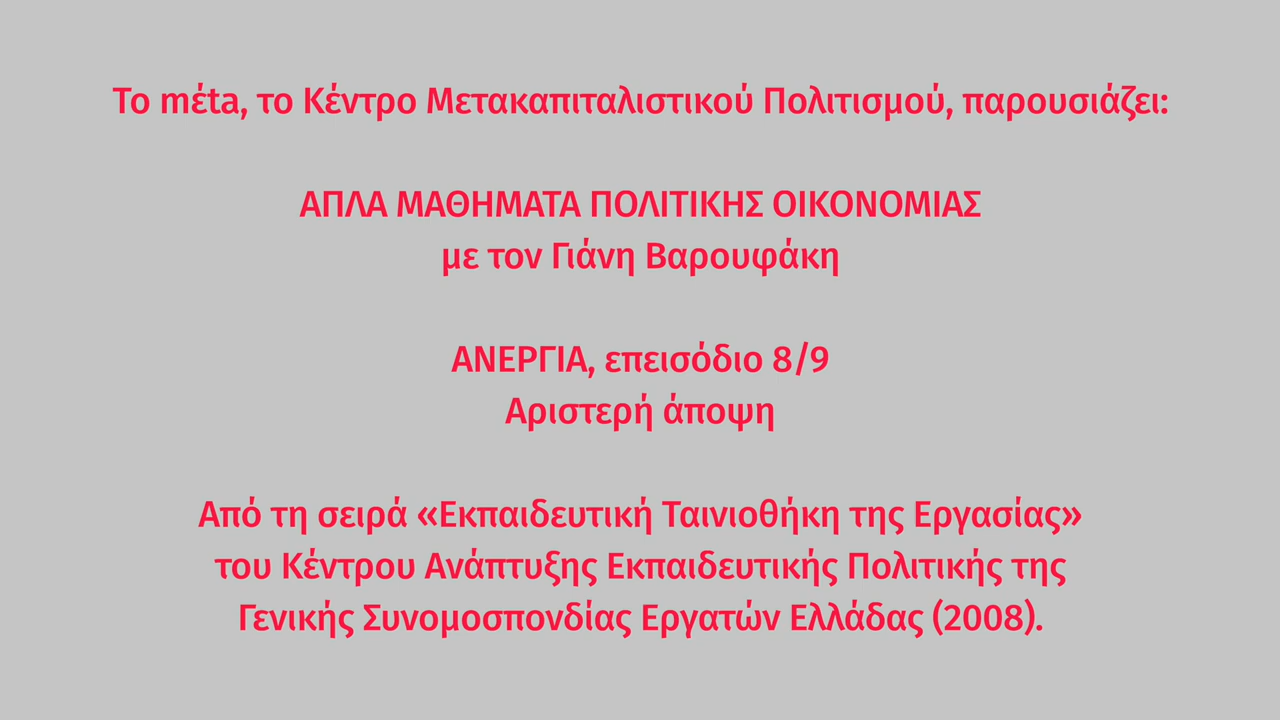 Το mέta, το Κέντρο Μετακαπιταλιστικού Πολιτισμού, παρουσιάζει:
ΑΠΛΑ ΜΑΘΗΜΑΤΑ ΠΟΛΙΤΙΚΗΣ ΟΙΚΟΝΟΜΙΑΣ
με τον Γιάνη Βαρουφάκη
ΑΝΕΡΓΙΑ, επεισόδιο 8/9
Αριστερή άποψη
Από τη σειρά «Εκπαιδευτική Ταινιοθήκη της Εργασίας»
του Κέντρου Ανάπτυξης Εκπαιδευτικής Πολιτικής της
Γενικής Συνομοσπονδίας Εργατών Ελλάδας (2008).